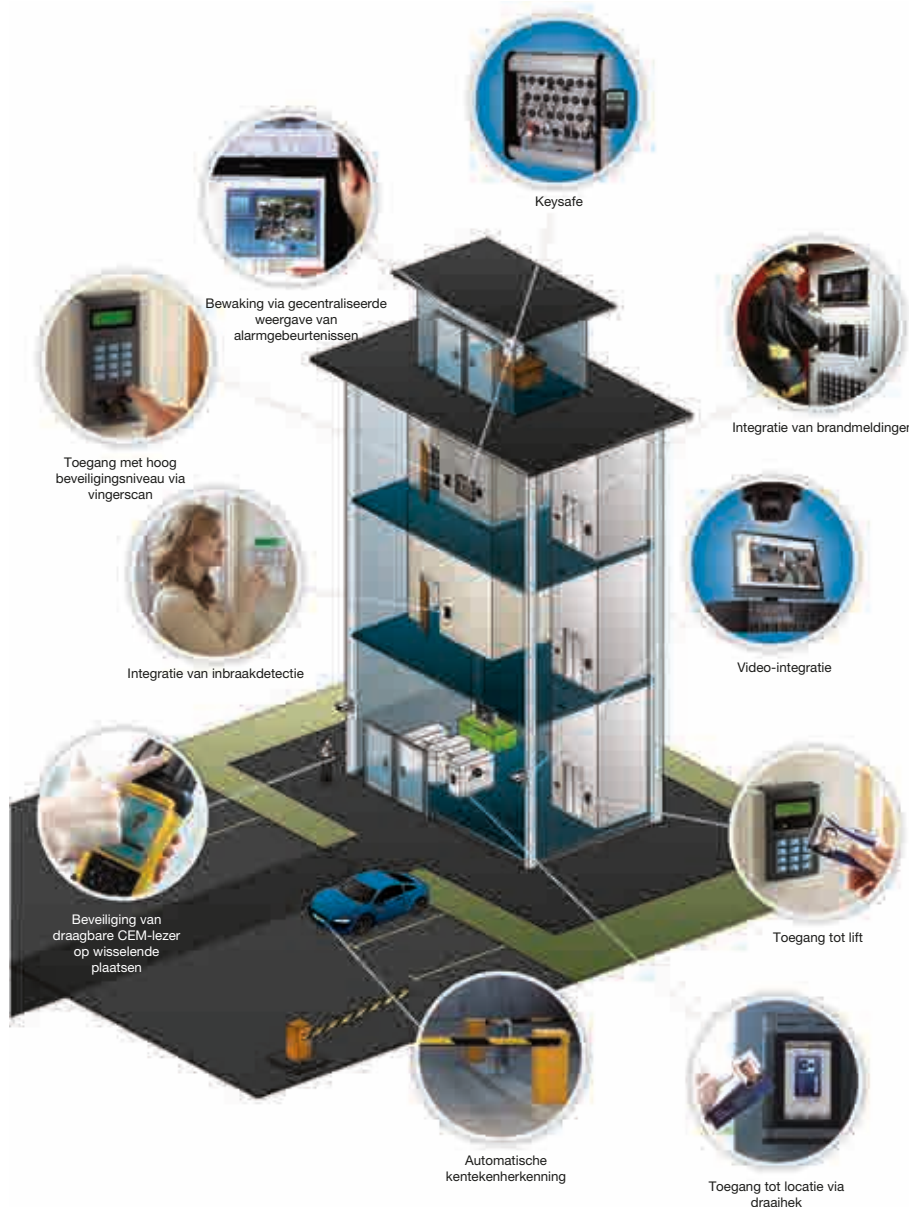 Keysafe
Bewaking via gecentraliseerde
weergave van
alarmgebeurtenissen
Toegang met hoog
beveiligingsniveau via
vingerscan
Integratie van brandmeldingen
Integratie van inbraakdetectie
Video-integratie
Beveiliging van
draagbare CEM-lezer
op wisselende
plaatsen
Toegang tot lift
Automatische
kentekenherkenning
Toegang tot locatie via
draaihek